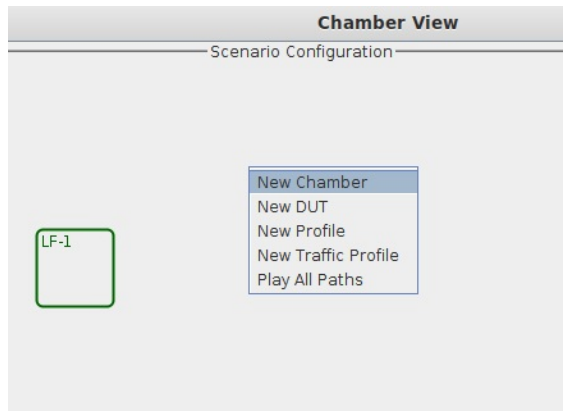 Chamber View
Scenario Configuration
New Chamber
New DUT
New Profile
LF-1
New Traffic Profile
Play All Paths